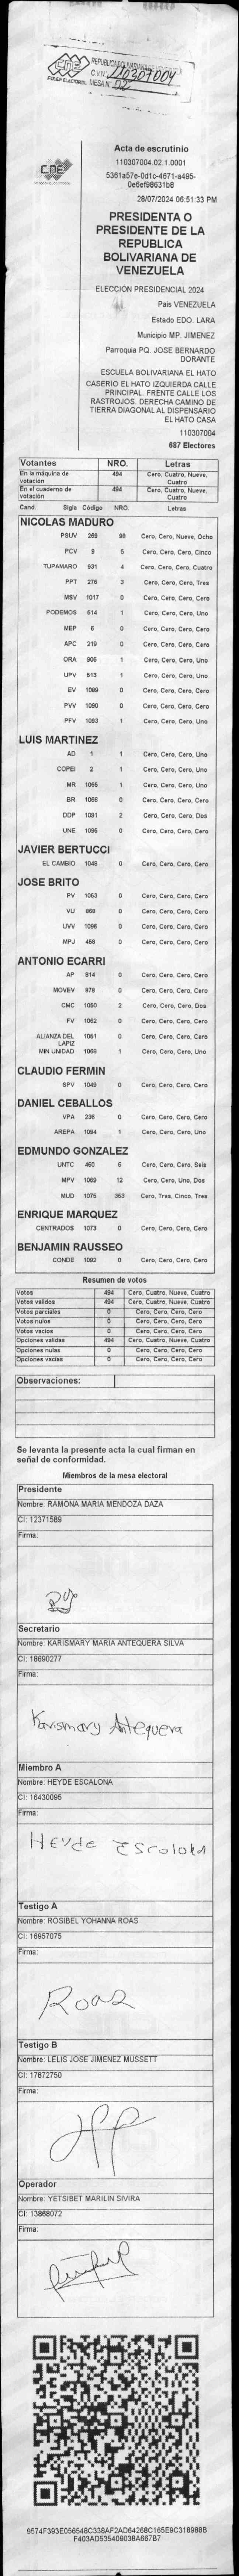 CNE
REPUBLICA BOLIVARIANA DE VENEZUELA
C.V.Nº 110307004
PODER ELECTORAL MESA Nº 02
CNE
Acta de escrutinio
110307004.02.1.0001
5361a57e-0d1c-4671-a495-
0e6ef98631b8
28/07/2024 06:51:33 PM
PRESIDENTA O
PRESIDENTE DE LA
REPUBLICA
BOLIVARIANA DE
VENEZUELA
ELECCIÓN PRESIDENCIAL 2024
Pais VENEZUELA
Estado EDO. LARA
Municipio MP. JIMENEZ
Parroquia PQ. JOSE BERNARDO
DORANTE
ESCUELA BOLIVARIANA EL HATO
CASERIO EL HATO IZQUIERDA CALLE
PRINCIPAL. FRENTE CALLE LOS
RASTROJOS. DERECHA CAMINO DE
TIERRA DIAGONAL AL DISPENSARIO
EL HATO CASA
110307004
687 Electores
Votantes NRO. Letras
En la máquina de votación 494 Cero, Cuatro, Nueve, Cuatro
En el cuaderno de votación 494 Cero, Cuatro, Nueve, Cuatro
Cand. Sigla Código NRO. Letras
NICOLAS MADURO
PSUV 269 98 Cero, Cero, Nueve, Ocho
PCV 9 5 Cero, Cero, Cero, Cinco
TUPAMARO 931 4 Cero, Cero, Cero, Cuatro
PPT 276 3 Cero, Cero, Cero, Tres
MSV 1017 0 Cero, Cero, Cero, Cero
PODEMOS 514 1 Cero, Cero, Cero, Uno
MEP 6 0 Cero, Cero, Cero, Cero
APC 219 0 Cero, Cero, Cero, Cero
ORA 906 1 Cero, Cero, Cero, Uno
UPV 513 1 Cero, Cero, Cero, Uno
EV 1099 0 Cero, Cero, Cero, Cero
PVV 1090 0 Cero, Cero, Cero, Cero
PFV 1093 1 Cero, Cero, Cero, Uno
LUIS MARTINEZ
AD 1 1 Cero, Cero, Cero, Uno
COPEI 2 1 Cero, Cero, Cero, Uno
MR 1065 1 Cero, Cero, Cero, Uno
BR 1066 0 Cero, Cero, Cero, Cero
DDP 1091 2 Cero, Cero, Cero, Dos
UNE 1095 0 Cero, Cero, Cero, Cero
JAVIER BERTUCCI
EL CAMBIO 1048 0 Cero, Cero, Cero, Cero
JOSE BRITO
PV 1053 0 Cero, Cero, Cero, Cero
VU 868 0 Cero, Cero, Cero, Cero
UVV 1096 0 Cero, Cero, Cero, Cero
MPJ 458 0 Cero, Cero, Cero, Cero
ANTONIO ECARRI
AP 814 0 Cero, Cero, Cero, Cero
MOVEV 878 0 Cero, Cero, Cero, Cero
CMC 1050 2 Cero, Cero, Cero, Dos
FV 1062 0 Cero, Cero, Cero, Cero
ALIANZA DEL LAPIZ 1051 0 Cero, Cero, Cero, Cero
MIN UNIDAD 1068 1 Cero, Cero, Cero, Uno
CLAUDIO FERMIN
SPV 1049 0 Cero, Cero, Cero, Cero
DANIEL CEBALLOS
VPA 236 0 Cero, Cero, Cero, Cero
AREPA 1094 1 Cero, Cero, Cero, Uno
EDMUNDO GONZALEZ
UNTC 460 6 Cero, Cero, Cero, Seis
MPV 1069 12 Cero, Cero, Uno, Dos
MUD 1075 353 Cero, Tres, Cinco, Tres
ENRIQUE MARQUEZ
CENTRADOS 1073 0 Cero, Cero, Cero, Cero
BENJAMIN RAUSSEO
CONDE 1092 0 Cero, Cero, Cero, Cero
Resumen de votos
Votos 494 Cero, Cuatro, Nueve, Cuatro
Votos validos 494 Cero, Cuatro, Nueve, Cuatro
Votos parciales 0 Cero, Cero, Cero, Cero
Votos nulos 0 Cero, Cero, Cero, Cero
Votos vacios 0 Cero, Cero, Cero, Cero
Opciones validas 494 Cero, Cuatro, Nueve, Cuatro
Opciones nulas 0 Cero, Cero, Cero, Cero
Opciones vacias 0 Cero, Cero, Cero, Cero
Observaciones:
Se levanta la presente acta la cual firman en
señal de conformidad.
Miembros de la mesa electoral
Presidente
Nombre: RAMONA MARIA MENDOZA DAZA
CI: 12371589
Firma:
Secretario
Nombre: KARISMARY MARIA ANTEQUERA SILVA
CI: 18690277
Firma:
Karismary Antequera
Miembro A
Nombre: HEYDE ESCALONA
CI: 16430095
Firma:
Heyde Escalona
Testigo A
Nombre: ROSIBEL YOHANNA ROAS
CI: 16957075
Firma:
Roas
Testigo B
Nombre: LELIS JOSE JIMENEZ MUSSETT
CI: 17872750
Firma:
Operador
Nombre: YETSIBET MARILIN SIVIRA
CI: 13868072
Firma:
9574F393E056548C338AF2AD64268C165E9C318988B
F403AD535409038A867B7